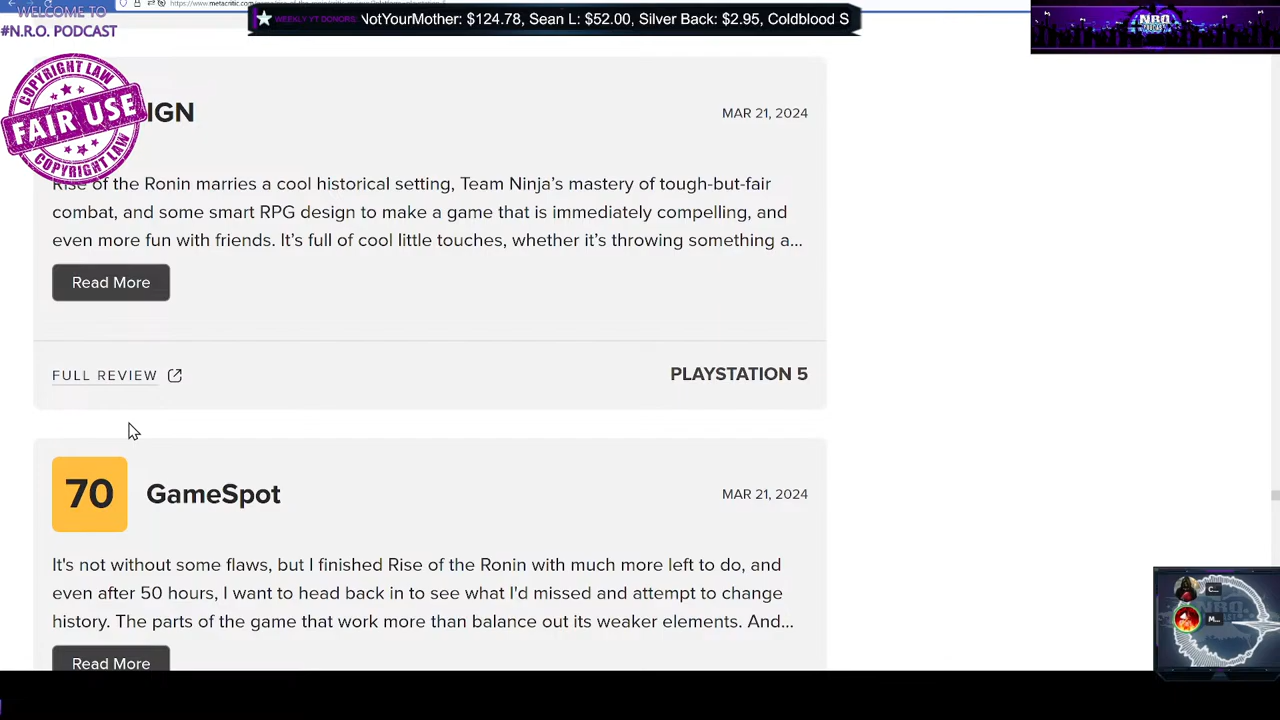 WELCOME TO
#N.R.O. PODCAST
WEEKLY YT DONORS:
NotYourMother: $124.78, Sean L: $52.00, Silver Back: $2.95, Coldblood S
N.R.O.
COPYRIGHT LAW
FAIR USE
COPYRIGHT LAW
IGN
MAR 21, 2024
Rise of the Ronin marries a cool historical setting, Team Ninja’s mastery of tough-but-fair
combat, and some smart RPG design to make a game that is immediately compelling, and
even more fun with friends. It’s full of cool little touches, whether it’s throwing something a...
Read More
FULL REVIEW
PLAYSTATION 5
70
GameSpot
MAR 21, 2024
It's not without some flaws, but I finished Rise of the Ronin with much more left to do, and
even after 50 hours, I want to head back in to see what I'd missed and attempt to change
history. The parts of the game that work more than balance out its weaker elements. And...
Read More
C...
M...
N.R.O.